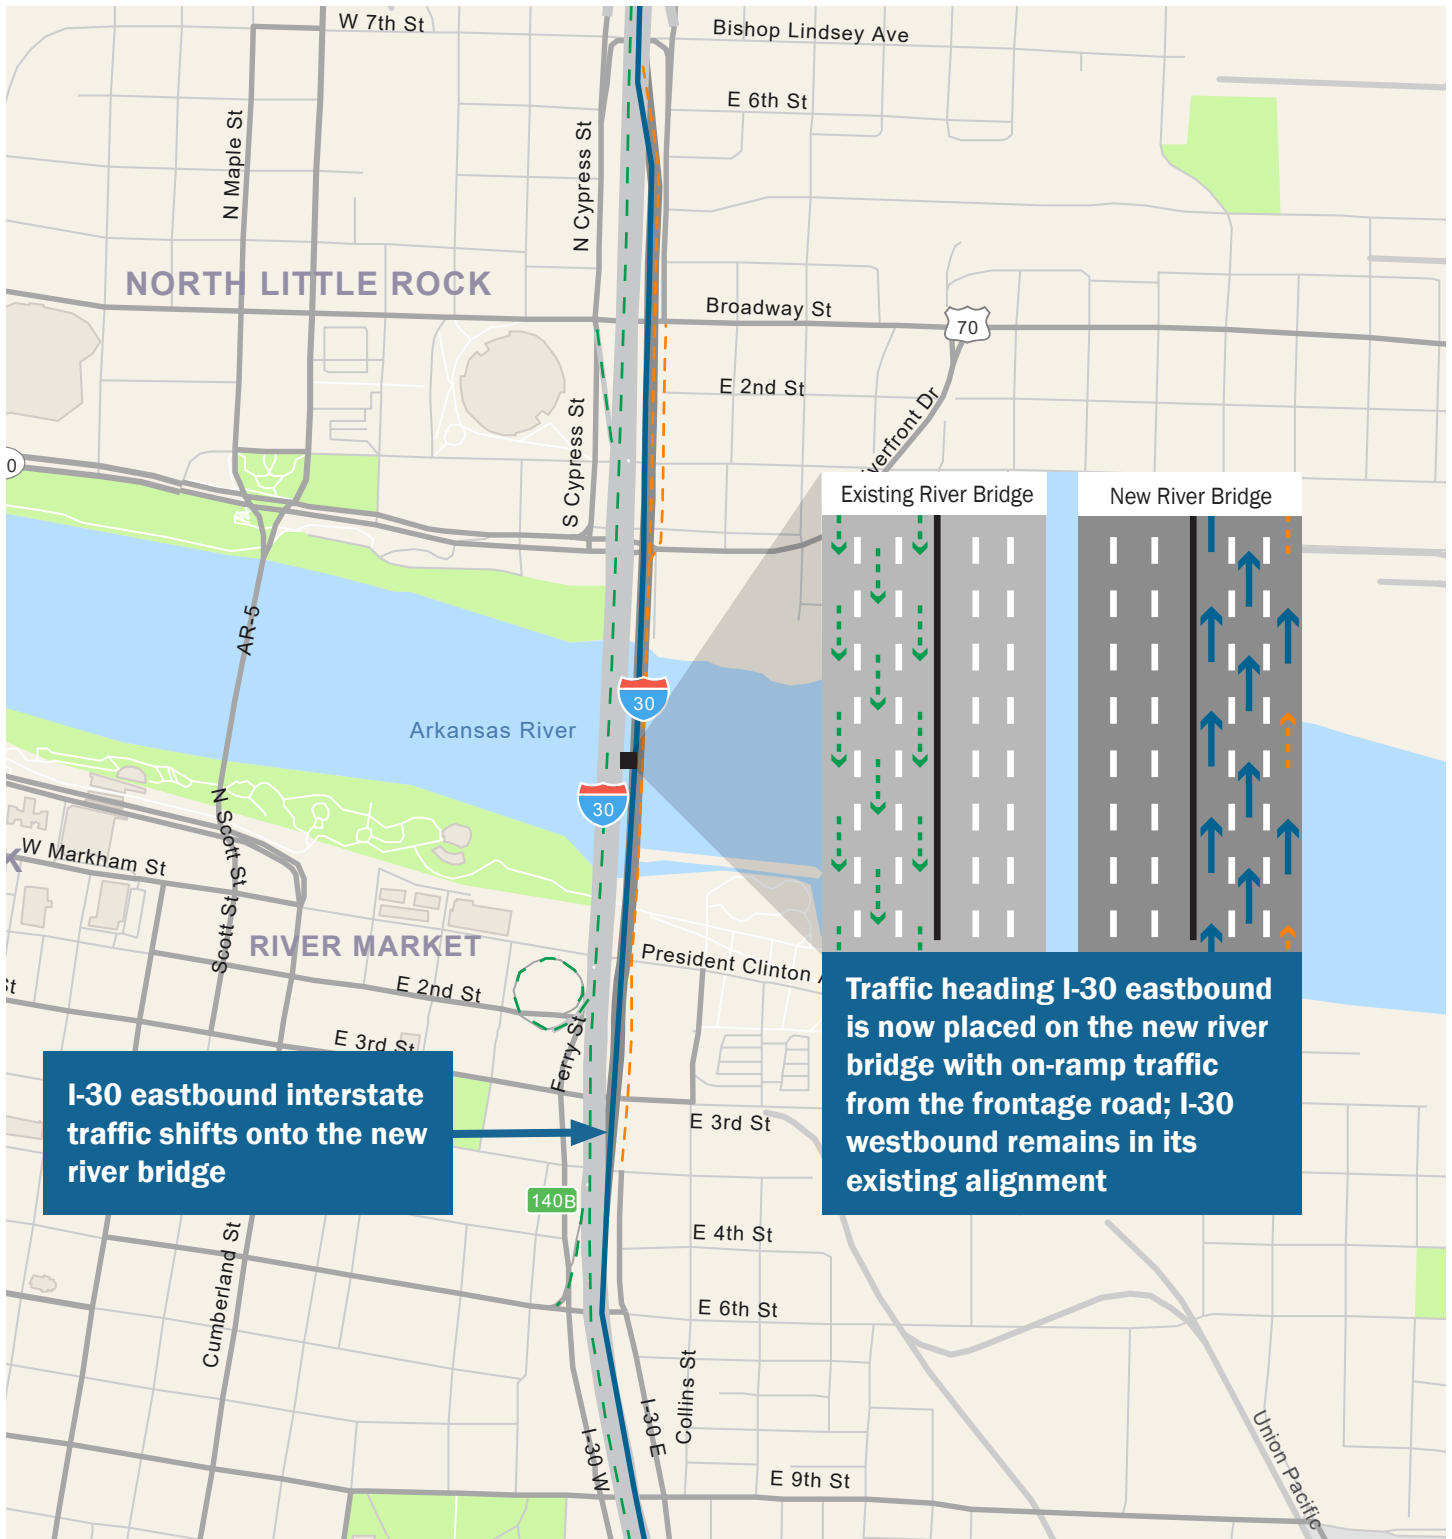 W 7th St
Bishop Lindsey Ave
E 6th St
N Maple St
N Cypress St
NORTH LITTLE ROCK
Broadway St
70
E 2nd St
S Cypress St
verfront Dr
0
Existing River Bridge
New River Bridge
AR-5
30
Arkansas River
30
N Scott St
W Markham St
K
Scott St
RIVER MARKET
President Clinton
E 2nd St
St
Ferry St
E 3rd St
Traffic heading I-30 eastbound
is now placed on the new river
bridge with on-ramp traffic
from the frontage road; I-30
westbound remains in its
existing alignment
I-30 eastbound interstate
traffic shifts onto the new
river bridge
E 3rd St
140B
E 4th St
Cumberland St
E 6th St
Collins St
I-30 E
I-30 W
E 9th St
Union Pacific